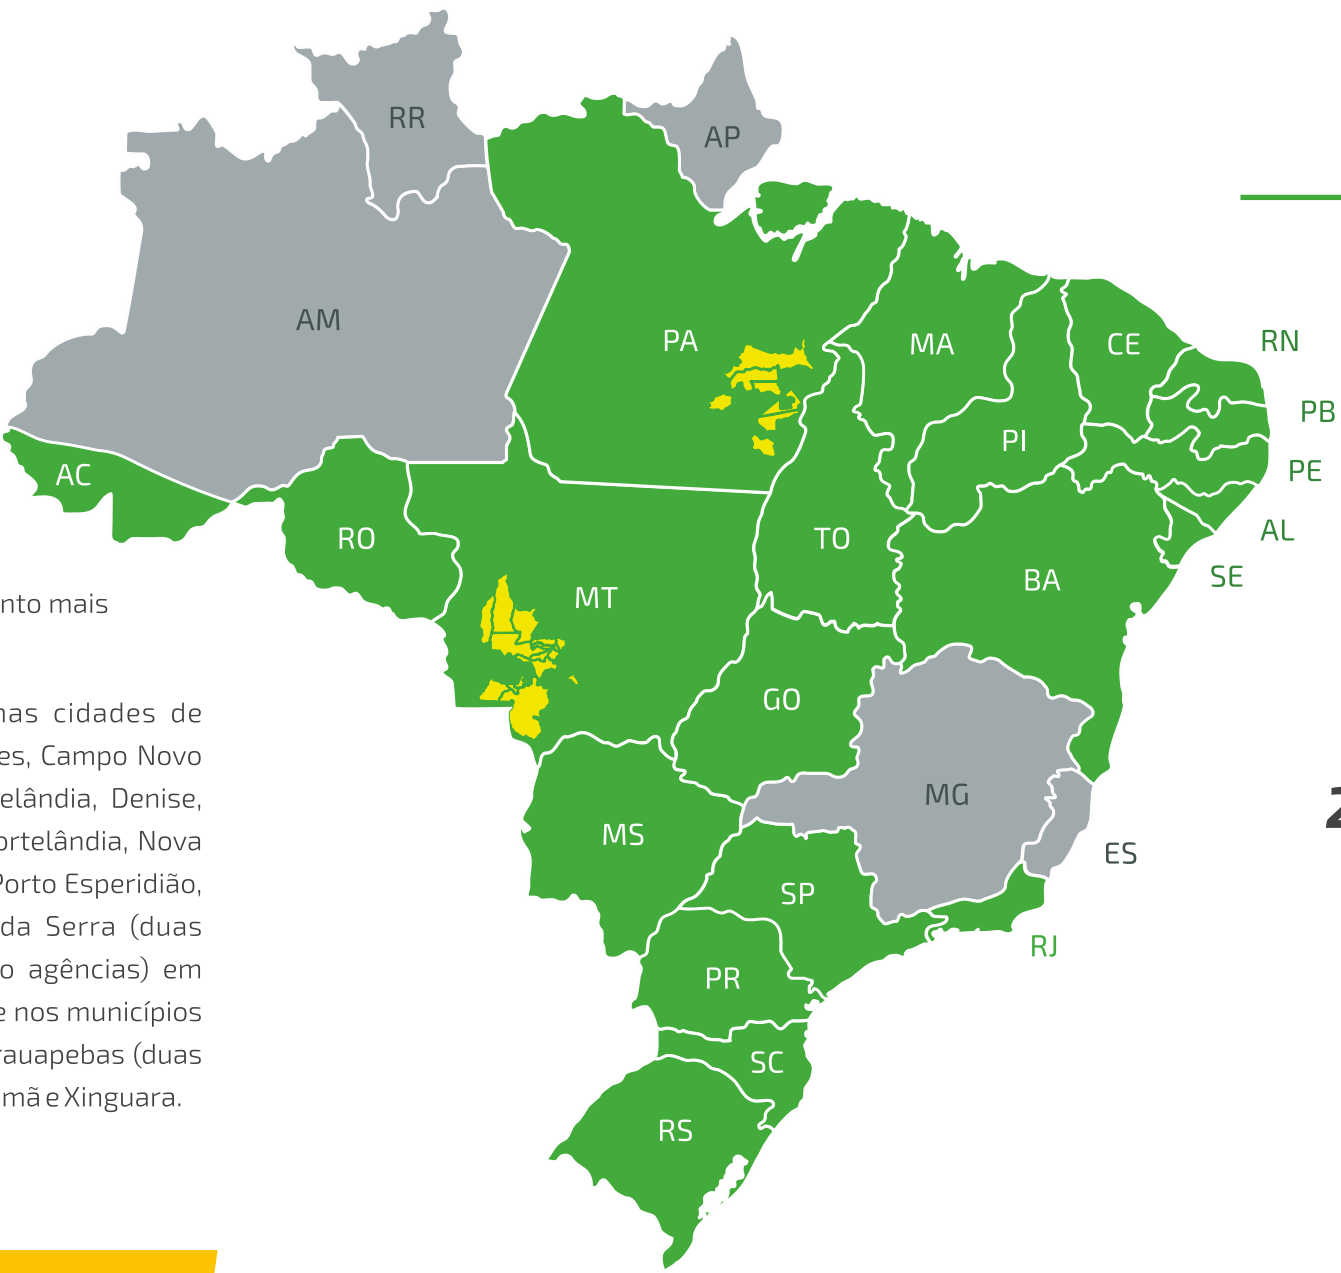 RR
AP
AM
PA
MA
CE
RN
PB
PI
PE
AC
AL
RO
TO
SE
BA
MT
nto mais
GO
nas cidades de
es, Campo Novo
elândia, Denise,
ortelândia, Nova
Porto Esperidião,
da Serra (duas
o agências) em
e nos municípios
rauapebas (duas
mã e Xinguara.
MG
MS
ES
SP
RJ
PR
SC
RS